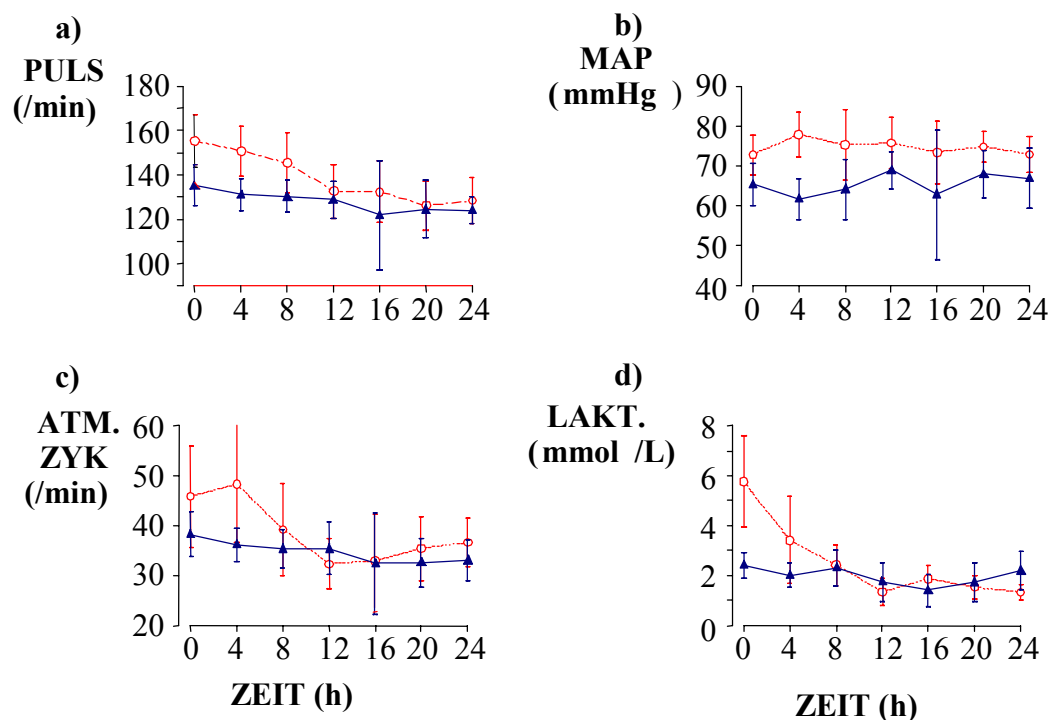 a)
PULS
(/min)
180
160
140
120
100
0 4 8 12 16 20 24
b)
MAP
(mmHg )
90
80
70
60
50
40
0 4 8 12 16 20 24
c)
ATM.
ZYK
(/min)
60
50
40
30
20
0 4 8 12 16 20 24
ZEIT (h)
d)
LAKT.
(mmol /L)
8
6
4
2
0
0 4 8 12 16 20 24
ZEIT (h)